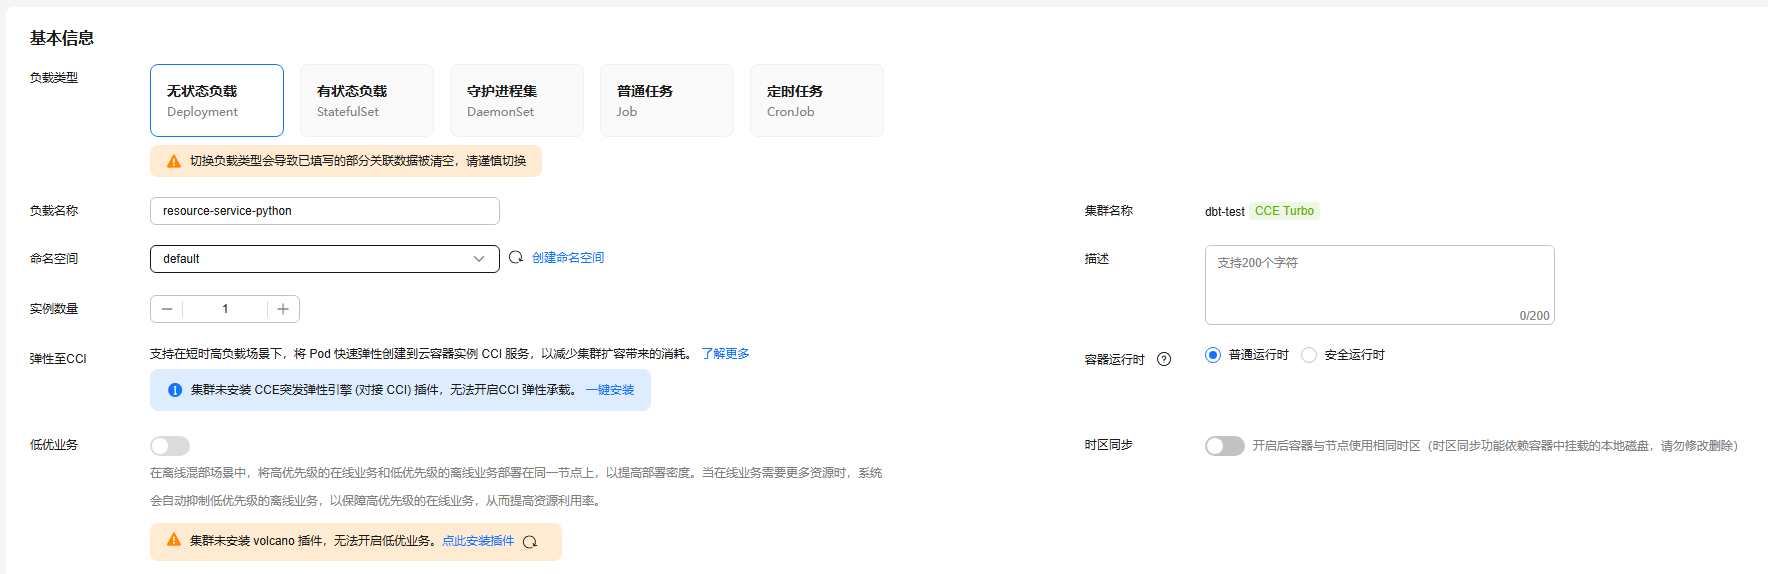 基本信息
负载类型
无状态负载
Deployment
有状态负载
StatefulSet
守护进程集
DaemonSet
普通任务
Job
定时任务
CronJob
切换负载类型会导致已填写的部分关联数据被清空，请谨慎切换
负载名称
resource-service-python
集群名称
dbt-test CCE Turbo
命名空间
default
创建命名空间
描述
支持200个字符
0/200
实例数量
1
弹性至CCI
支持在短时高负载场景下，将 Pod 快速弹性创建到云容器实例 CCI 服务，以减少集群扩容带来的消耗。 了解更多
集群未安装 CCE突发弹性引擎 (对接 CCI) 插件，无法开启CCI 弹性承载。 一键安装
容器运行时
普通运行时
安全运行时
低优业务
在离线混部场景中，将高优先级的在线业务和低优先级的离线业务部署在同一节点上，以提高部署密度。当在线业务需要更多资源时，系统
会自动抑制低优先级的离线业务，以保障高优先级的在线业务，从而提高资源利用率。
集群未安装 volcano 插件，无法开启低优业务。点此安装插件
时区同步
开启后容器与节点使用相同时区（时区同步功能依赖容器中挂载的本地磁盘，请勿修改删除）